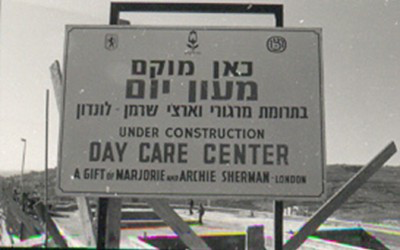 כאן מוקם
מעון יום
בתרומת מרגורי וארצי שרמן - לונדון
UNDER CONSTRUCTION
DAY CARE CENTER
A GIFT OF MARJORIE AND ARCHIE SHERMAN - LONDON